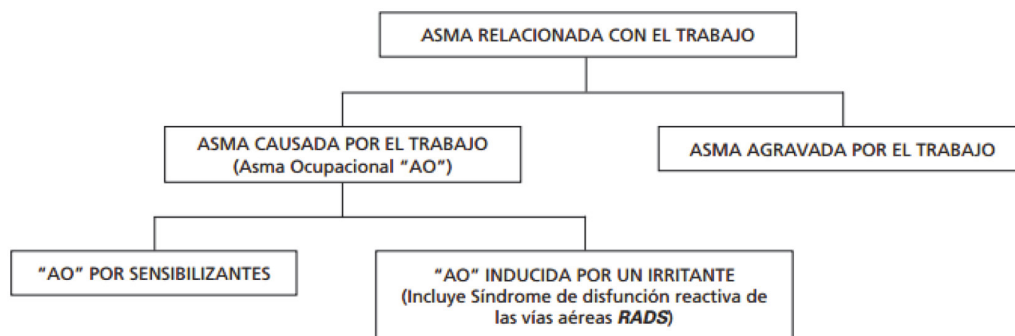 ASMA RELACIONADA CON EL TRABAJO
ASMA CAUSADA POR EL TRABAJO
(Asma Ocupacional “AO”)
ASMA AGRAVADA POR EL TRABAJO
“AO” POR SENSIBILIZANTES
“AO” INDUCIDA POR UN IRRITANTE
(Incluye Síndrome de disfunción reactiva de
las vías aéreas RADS)